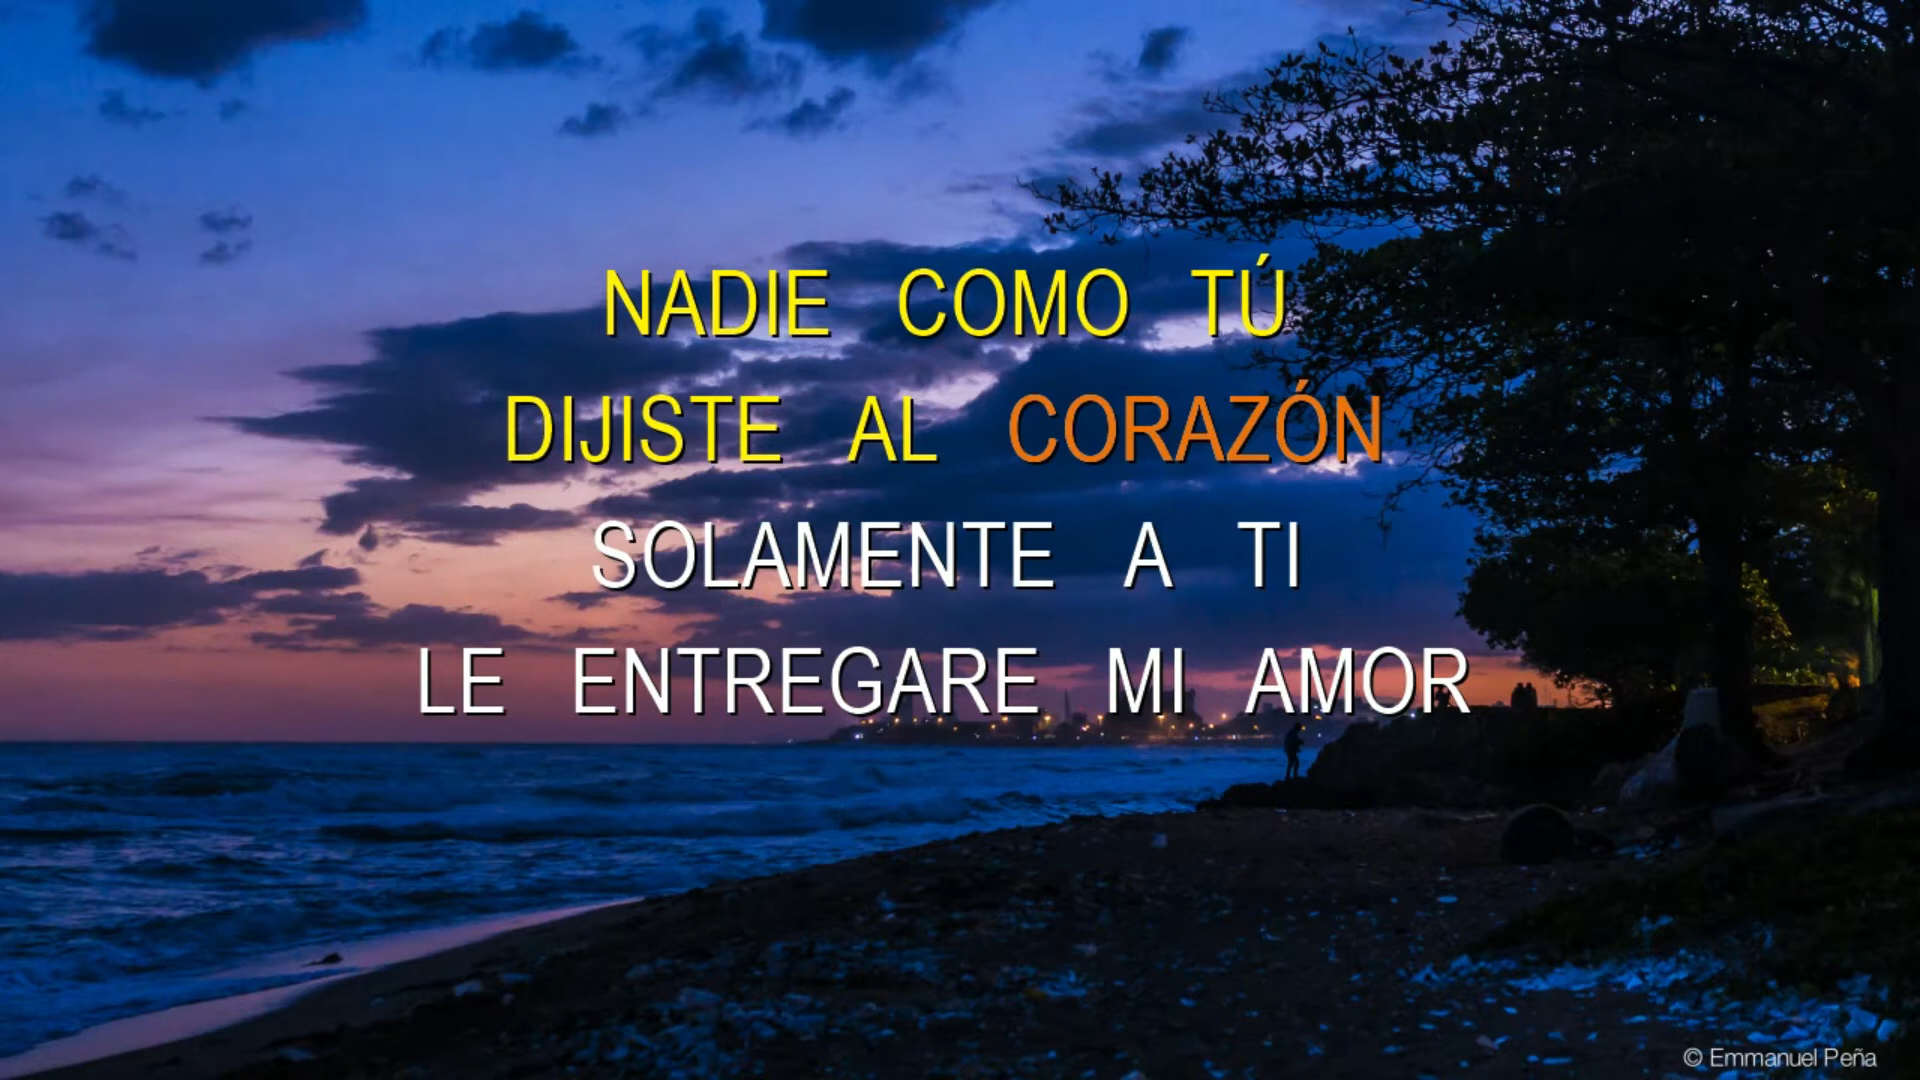 NADIE COMO TÚ
DIJISTE AL CORAZÓN
SOLAMENTE A TI
LE ENTREGARE MI AMOR
© Emmanuel Peña